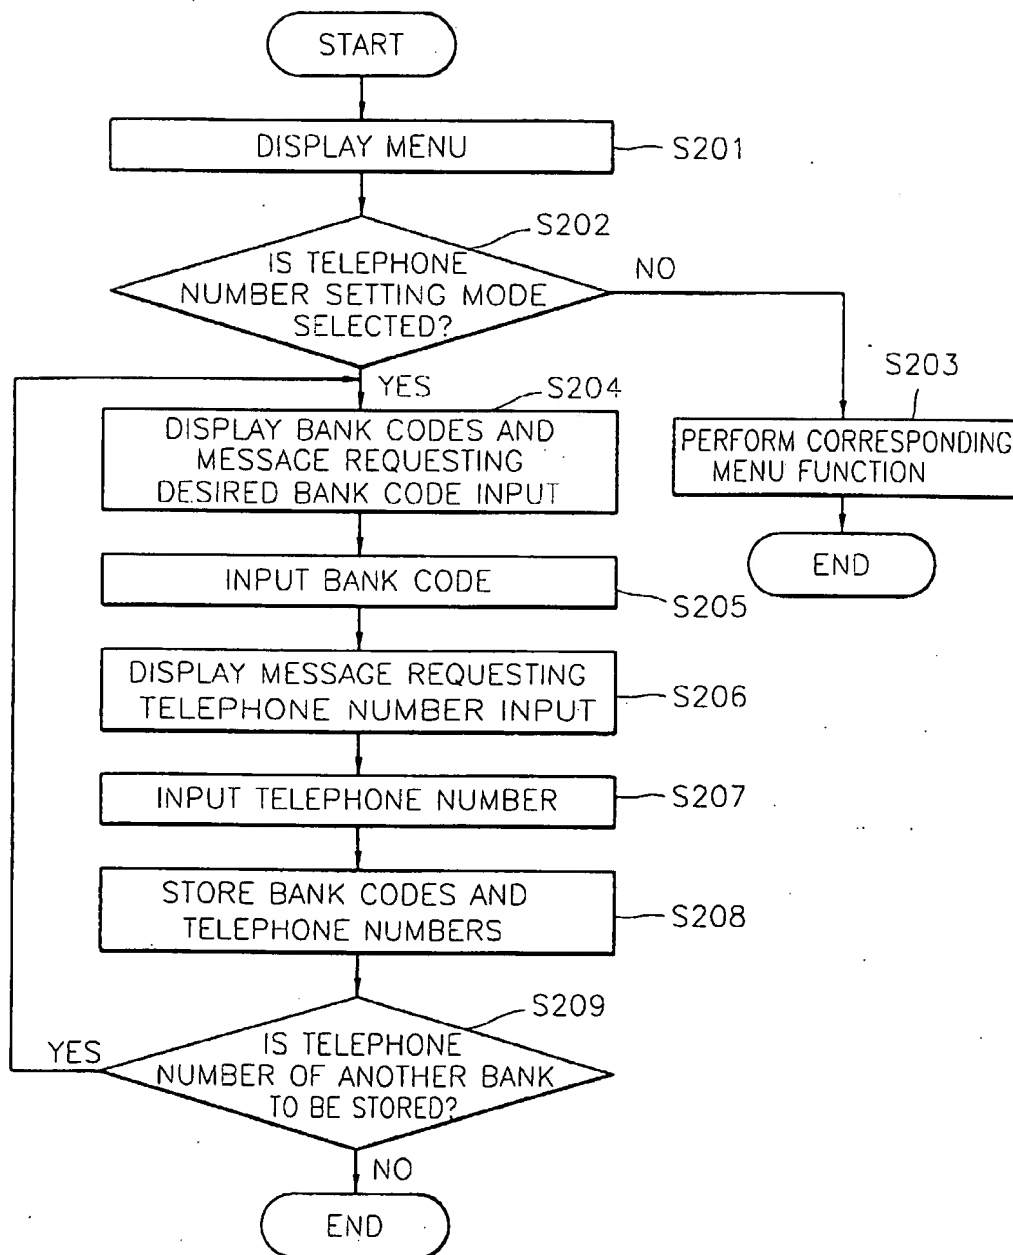 START
DISPLAY MENU
S201
S202
IS TELEPHONE
NUMBER SETTING MODE
SELECTED?
NO
YES
S203
PERFORM CORRESPONDING
MENU FUNCTION
END
S204
DISPLAY BANK CODES AND
MESSAGE REQUESTING
DESIRED BANK CODE INPUT
INPUT BANK CODE
S205
DISPLAY MESSAGE REQUESTING
TELEPHONE NUMBER INPUT
S206
INPUT TELEPHONE NUMBER
S207
STORE BANK CODES AND
TELEPHONE NUMBERS
S208
S209
IS TELEPHONE
NUMBER OF ANOTHER BANK
TO BE STORED?
YES
NO
END